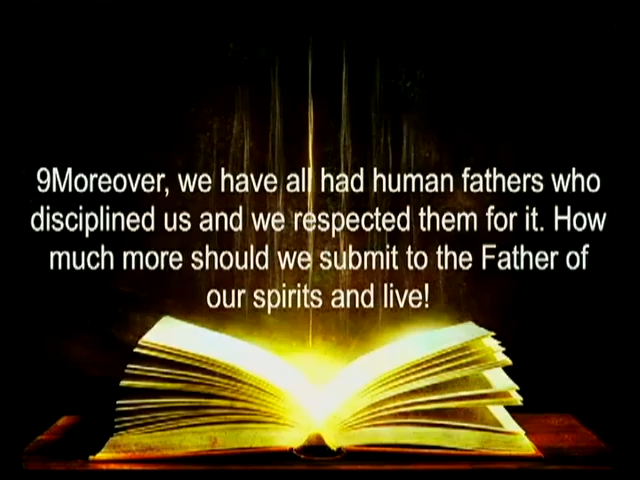 9Moreover, we have all had human fathers who
disciplined us and we respected them for it. How
much more should we submit to the Father of
our spirits and live!